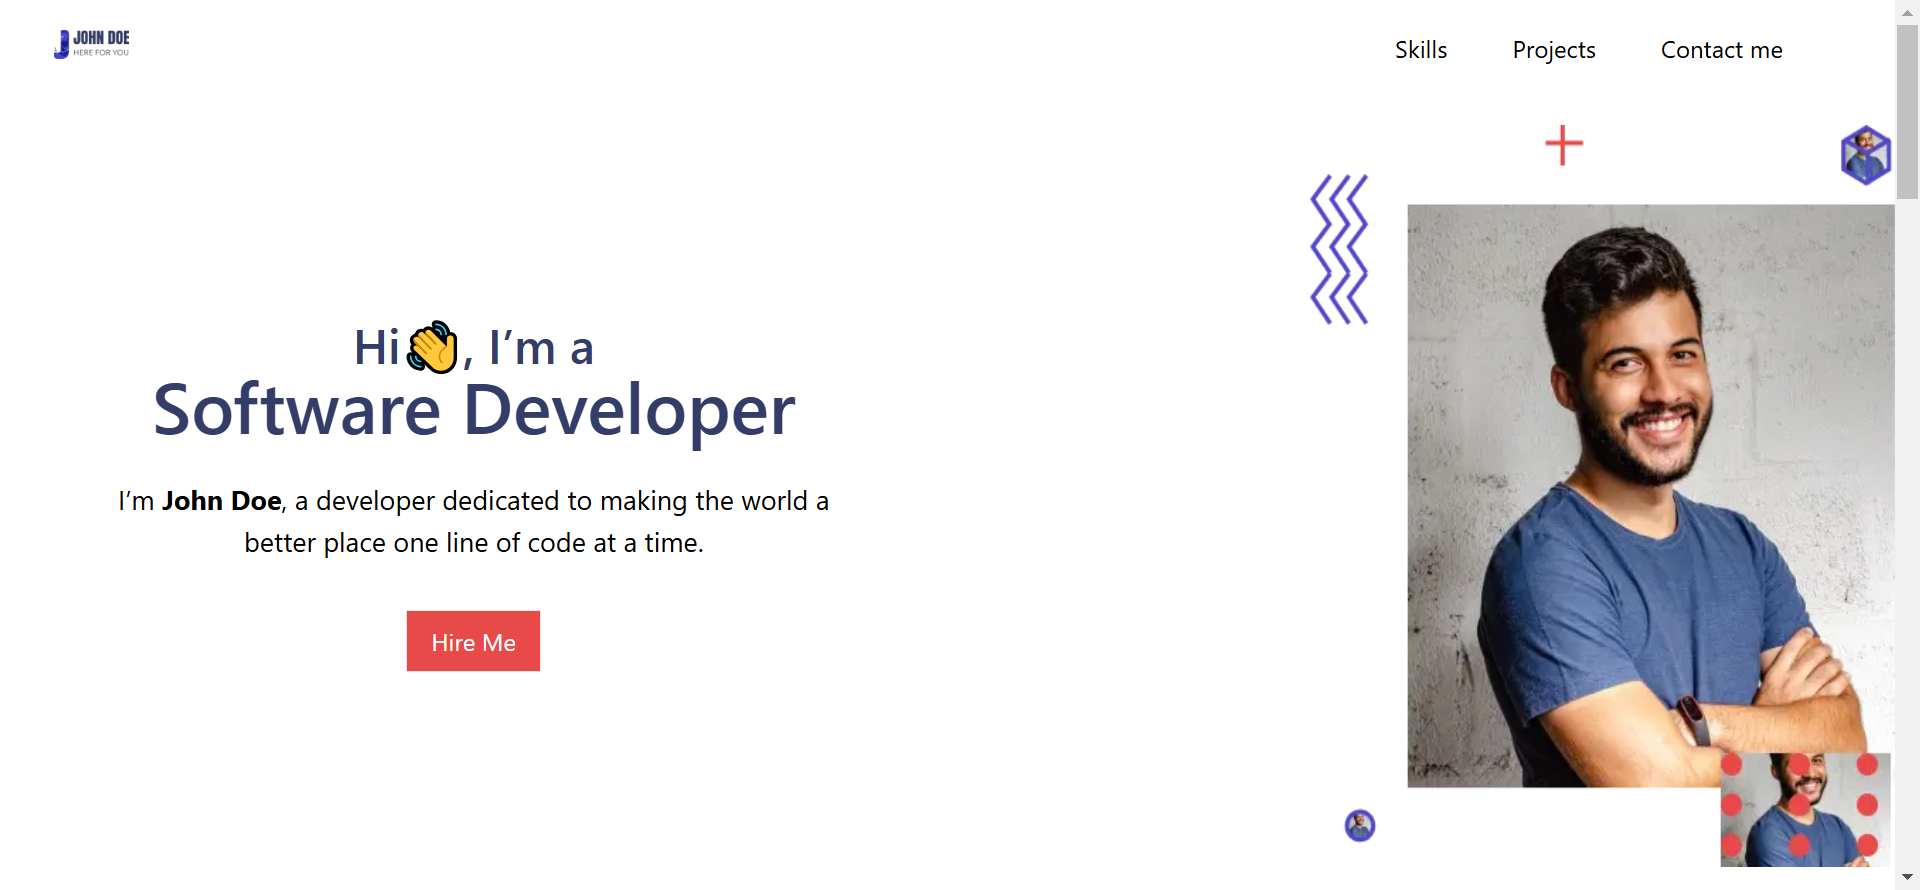 JOHN DOE
HERE FOR YOU
Skills
Projects
Contact me
Hi👋, I’m a
Software Developer
I’m John Doe, a developer dedicated to making the world a
better place one line of code at a time.
Hire Me